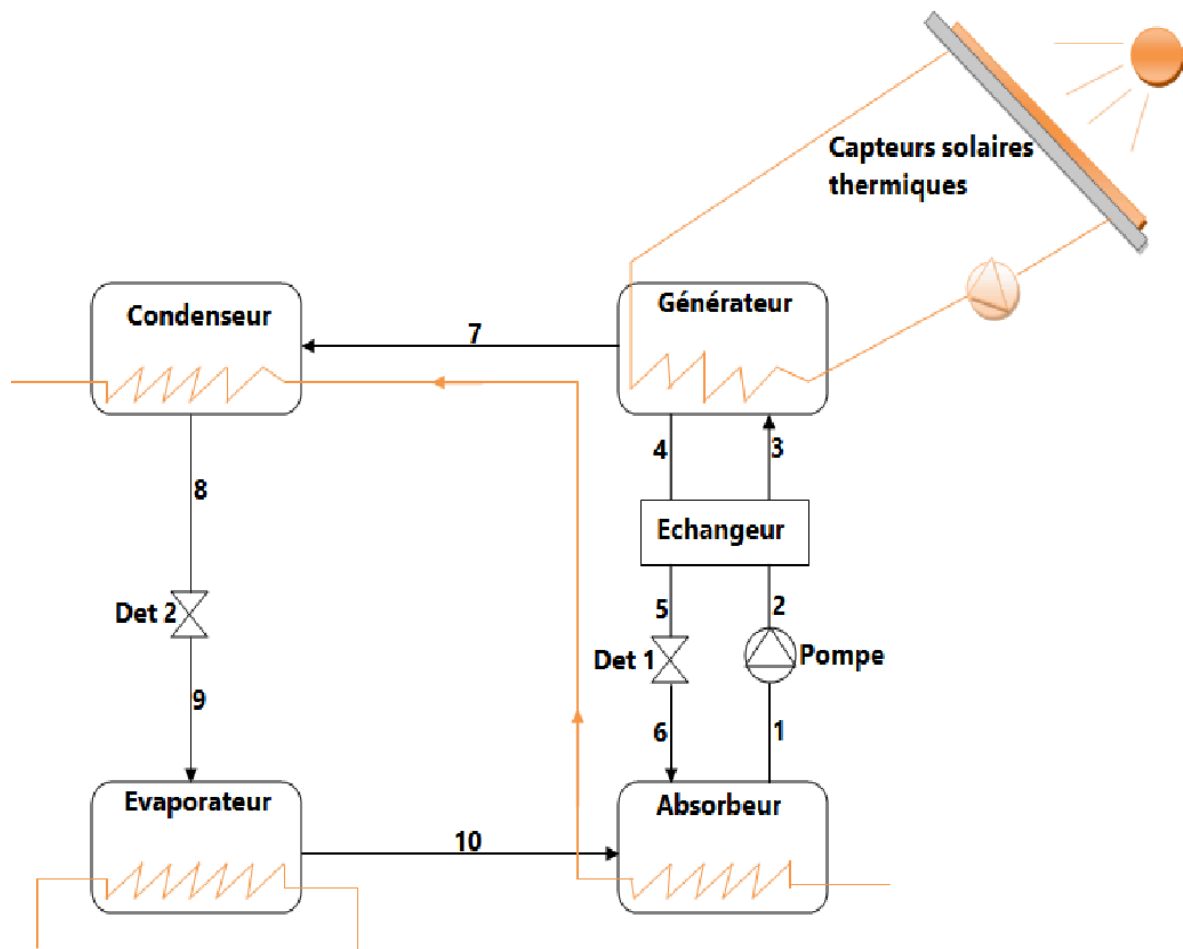 Capteurs solaires
thermiques
Condenseur
7
Générateur
4
3
8
Echangeur
Det 2
5
2
Det 1
Pompe
9
6
1
Evaporateur
10
Absorbeur